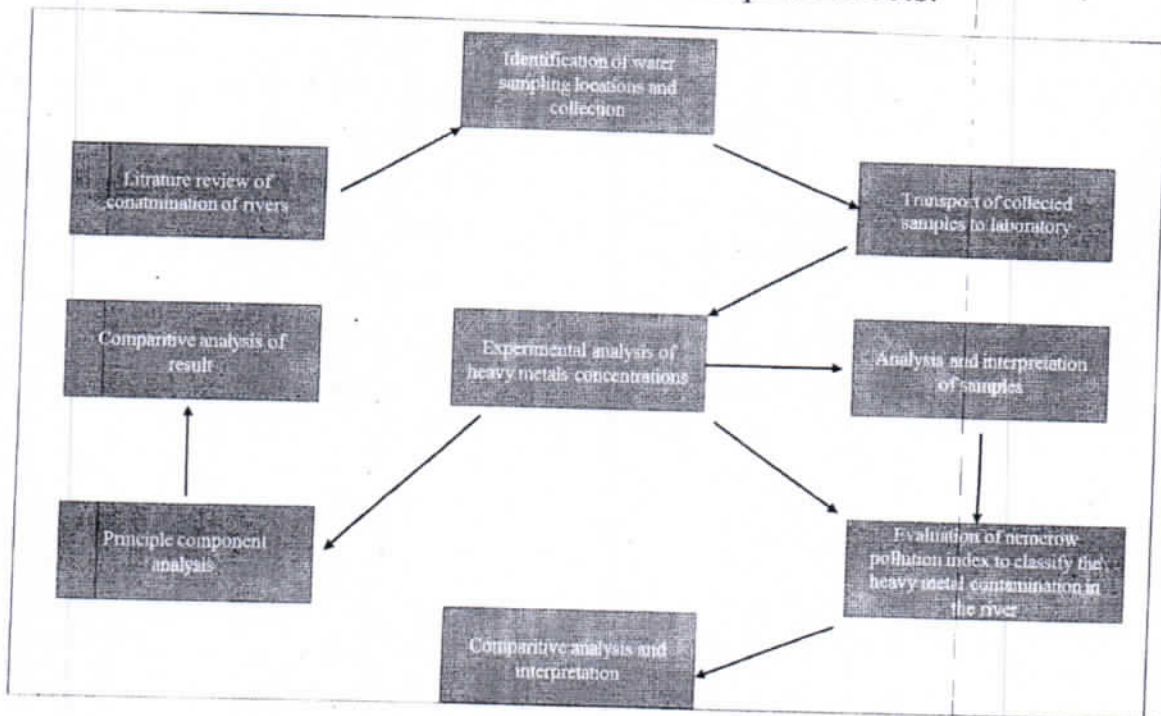 Identification of water
sampling locations and
collection
Litrature review of
conatmination of rivers
Transport of collected
samples to laboratory
Comparitive analysis of
result
Experimental analysis of
heavy metals concentrations
Analysis and interpretation
of samples
Principle component
analysis
Evaluation of nemcrow
pollution index to classify the
heavy metal contamination in
the river
Comparitive analysis and
interpretation